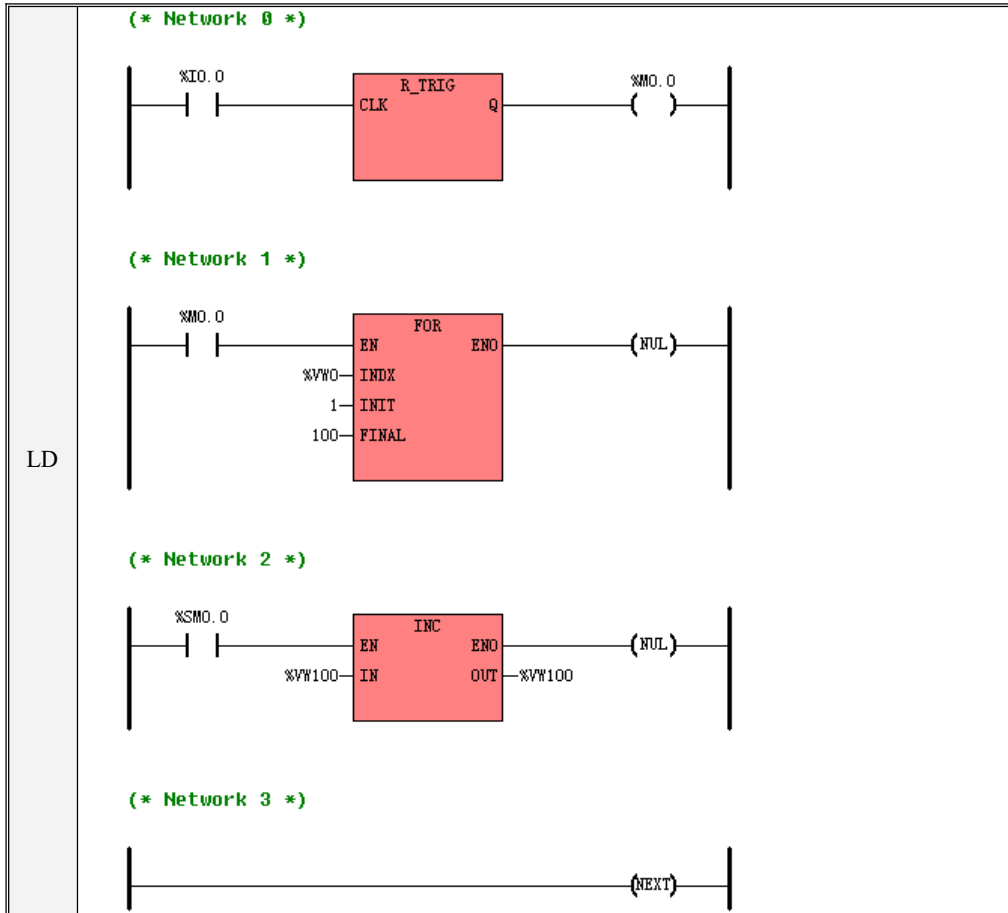 (* Network 0 *)
%I0.0
R_TRIG
%M0.0
CLK
Q
(* Network 1 *)
%M0.0
FOR
EN
ENO
(NUL)
%VW0
INDX
1
INIT
100
FINAL
LD
(* Network 2 *)
%SM0.0
INC
EN
ENO
(NUL)
%VW100
IN
OUT
%VW100
(* Network 3 *)
(NEXT)